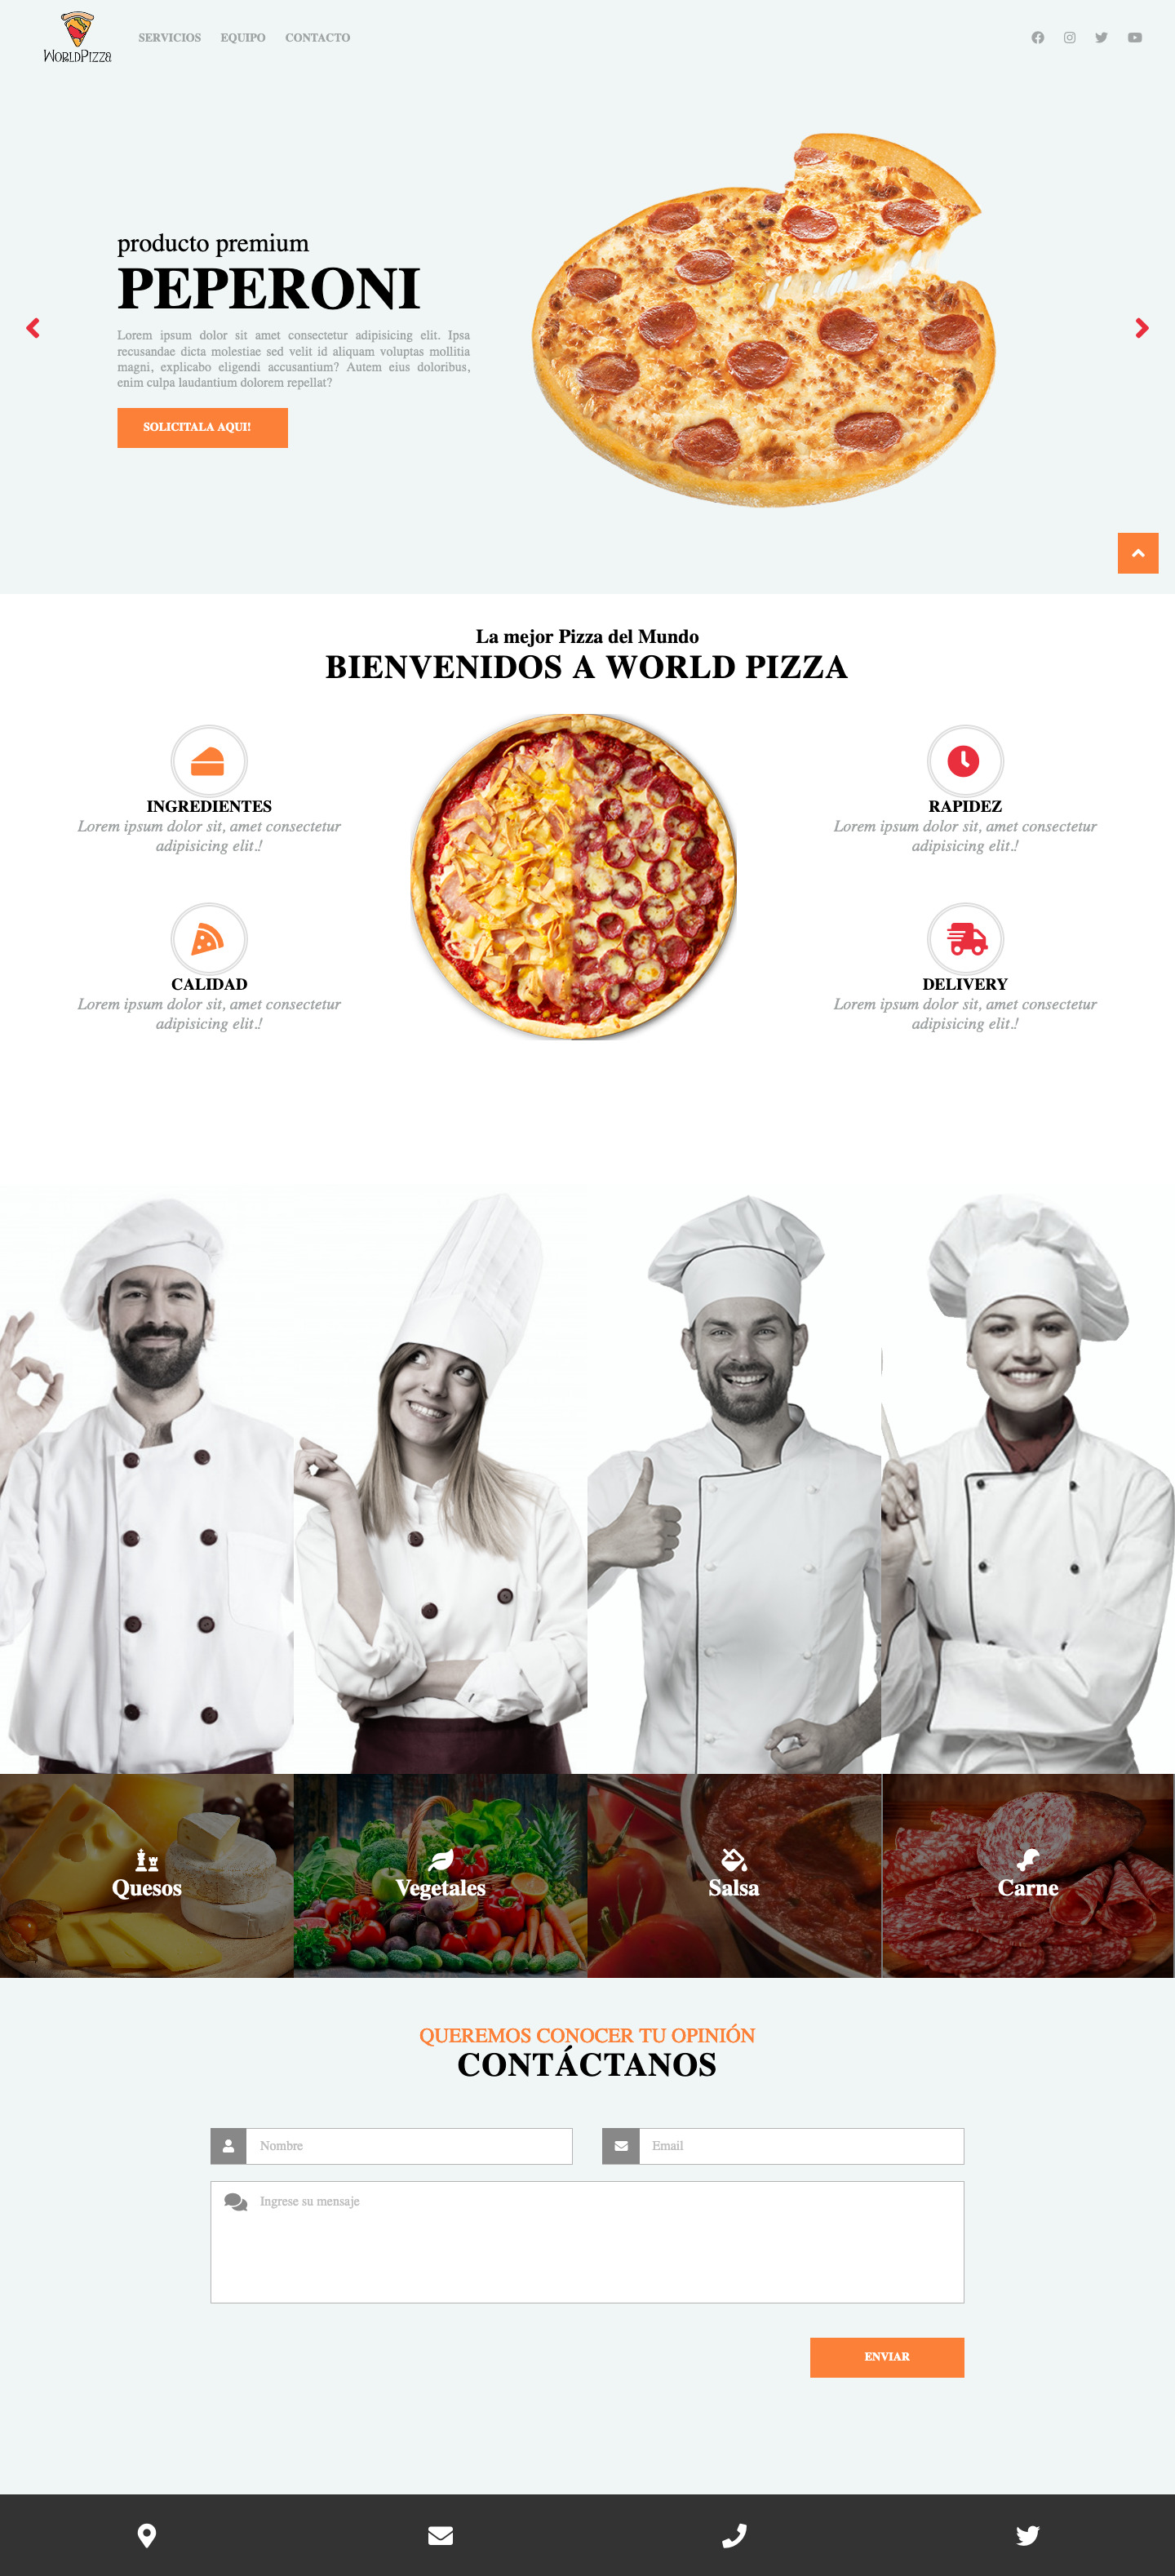 WORLDPIZZA
SERVICIOS EQUIPO CONTACTO
producto premium
PEPERONI
Lorem ipsum dolor sit amet consectetur adipisicing elit. Ipsa
recusandae dicta molestiae sed velit id aliquam voluptas mollitia
magni, explicabo eligendi accusantium? Autem eius doloribus,
enim culpa laudantium dolorem repellat?
SOLICITALA AQUI!
La mejor Pizza del Mundo
BIENVENIDOS A WORLD PIZZA
INGREDIENTES
Lorem ipsum dolor sit, amet consectetur
adipisicing elit.!
RAPIDEZ
Lorem ipsum dolor sit, amet consectetur
adipisicing elit.!
CALIDAD
Lorem ipsum dolor sit, amet consectetur
adipisicing elit.!
DELIVERY
Lorem ipsum dolor sit, amet consectetur
adipisicing elit.!
Quesos
Vegetales
Salsa
Carne
QUEREMOS CONOCER TU OPINIÓN
CONTÁCTANOS
Nombre
Email
Ingrese su mensaje
ENVIAR